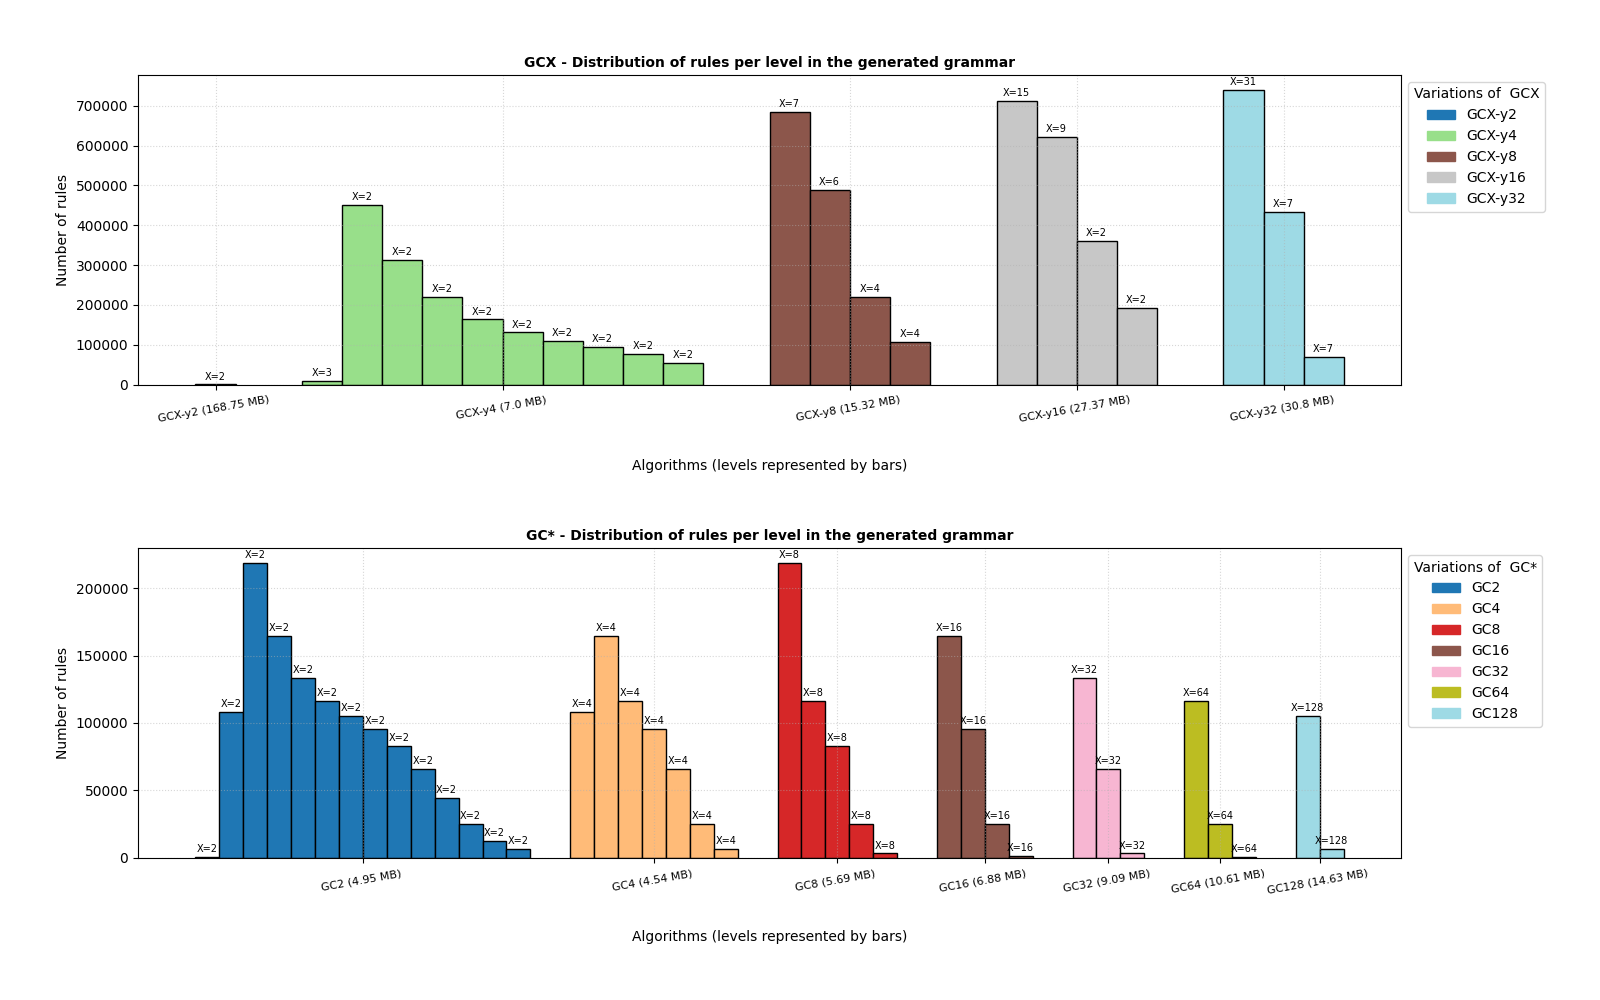 GCX - Distribution of rules per level in the generated grammar
Number of rules
700000
600000
500000
400000
300000
200000
100000
0
X=2
X=3
X=2
X=2
X=2
X=2
X=2
X=2
X=2
X=2
X=2
X=7
X=6
X=4
X=4
X=15
X=9
X=2
X=2
X=31
X=7
X=7
GCX-y2 (168.75 MB)
GCX-y4 (7.0 MB)
GCX-y8 (15.32 MB)
GCX-y16 (27.37 MB)
GCX-y32 (30.8 MB)
Algorithms (levels represented by bars)
Variations of  GCX
GCX-y2
GCX-y4
GCX-y8
GCX-y16
GCX-y32
GC* - Distribution of rules per level in the generated grammar
Number of rules
200000
150000
100000
50000
0
X=2
X=2
X=2
X=2
X=2
X=2
X=2
X=2
X=2
X=2
X=2
X=2
X=2
X=2
X=4
X=4
X=4
X=4
X=4
X=4
X=4
X=8
X=8
X=8
X=8
X=8
X=16
X=16
X=16
X=16
X=32
X=32
X=32
X=64
X=64
X=64
X=128
X=128
GC2 (4.95 MB)
GC4 (4.54 MB)
GC8 (5.69 MB)
GC16 (6.88 MB)
GC32 (9.09 MB)
GC64 (10.61 MB)
GC128 (14.63 MB)
Algorithms (levels represented by bars)
Variations of  GC*
GC2
GC4
GC8
GC16
GC32
GC64
GC128